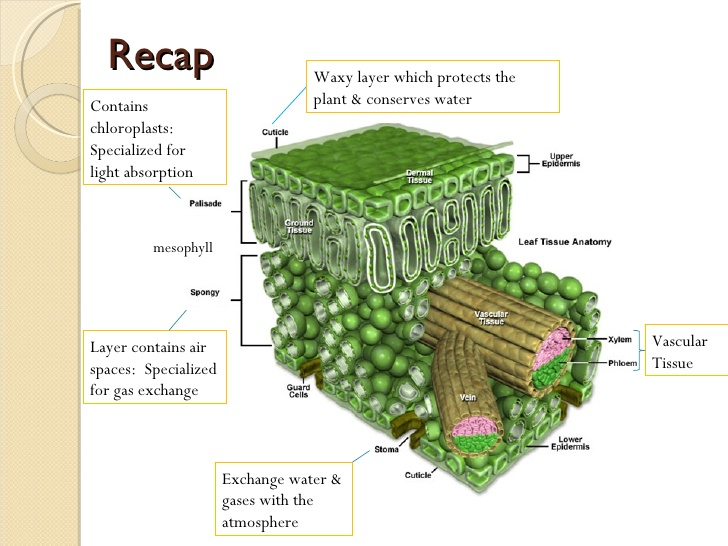 Recap
Waxy layer which protects the
plant & conserves water
Contains
chloroplasts:
Specialized for
light absorption
Cuticle
Upper
Epidermis
Dermal
Tissue
Palisade
Ground
Tissue
Leaf Tissue Anatomy
mesophyll
Spongy
Vascular
Tissue
Xylem
Phloem
Vascular
Tissue
Layer contains air
spaces: Specialized
for gas exchange
Guard
Cells
Vein
Stoma
Lower
Epidermis
Cuticle
Exchange water &
gases with the
atmosphere